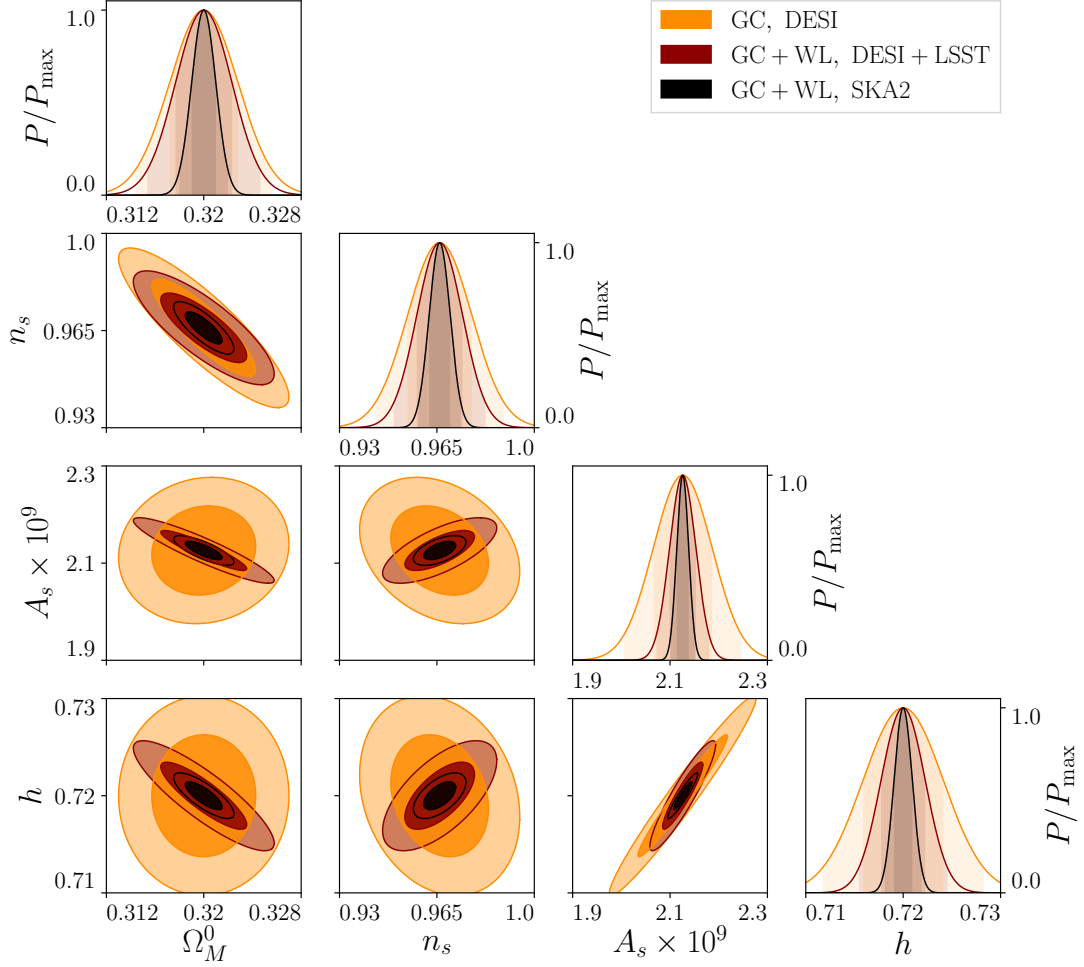 GC, DESI
GC + WL, DESI + LSST
GC + WL, SKA2
P/P_max
1.0
0.0
0.312 0.32 0.328
n_s
1.0
0.965
0.93
1.0
0.0
P/P_max
0.93 0.965 1.0
A_s × 10^9
2.3
2.1
1.9
1.0
0.0
P/P_max
1.9 2.1 2.3
h
0.73
0.72
0.71
1.0
0.0
P/P_max
0.312 0.32 0.328
0.93 0.965 1.0
1.9 2.1 2.3
0.71 0.72 0.73
Ω_M^0
n_s
A_s × 10^9
h